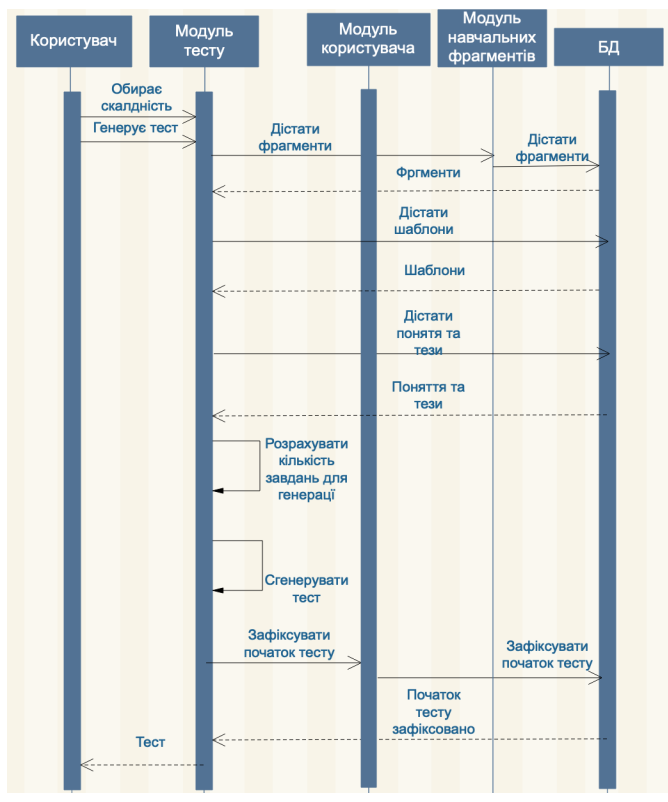 Користувач
Модуль
тесту
Модуль
користувача
Модуль
навчальних
фрагментів
БД
Обирає
скалдність
Генерує тест
Дістати
фрагменти
Дістати
фрагменти
Фргменти
Дістати
шаблони
Шаблони
Дістати
понятя та
тези
Поняття та
тези
Розрахувати
кількість
завдань для
генерації
Сгенерувати
тест
Зафіксувати
початок тесту
Зафіксувати
початок тесту
Початок
тесту
зафіксовано
Тест